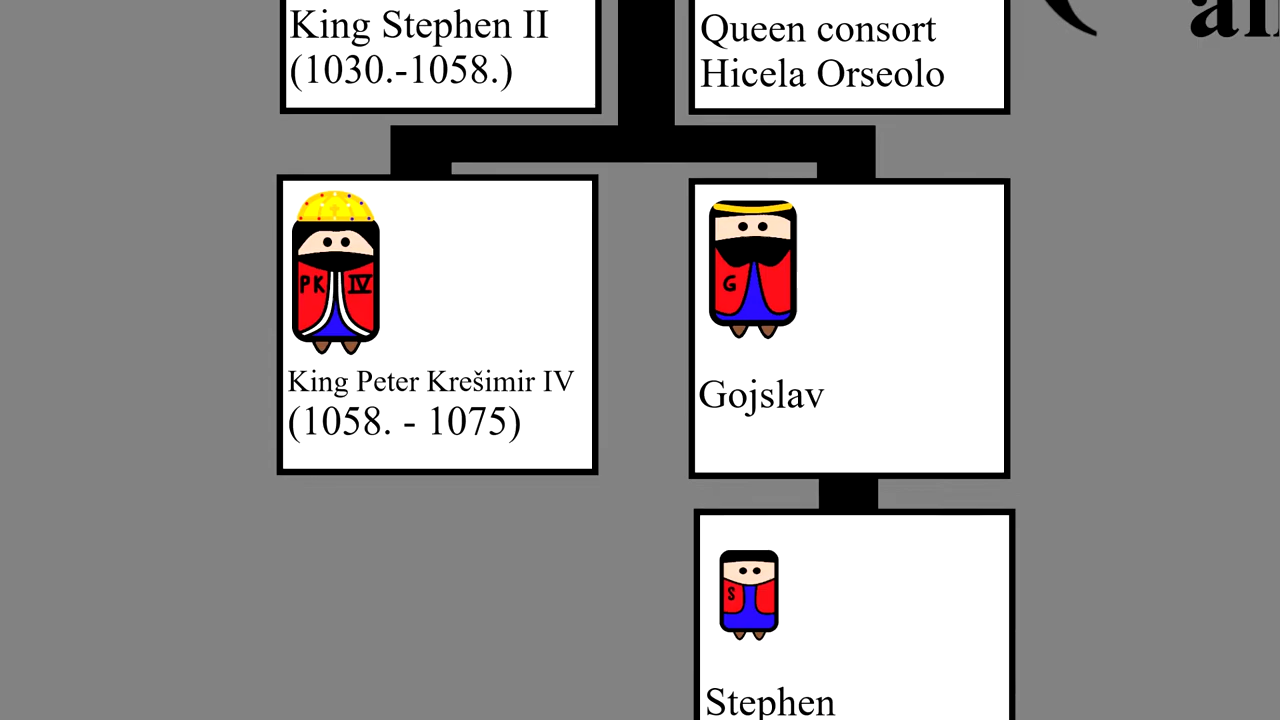 King Stephen II
(1030.-1058.)
Queen consort
Hicela Orseolo
PK IV
King Peter Krešimir IV
(1058. - 1075)
G
Gojslav
S
Stephen